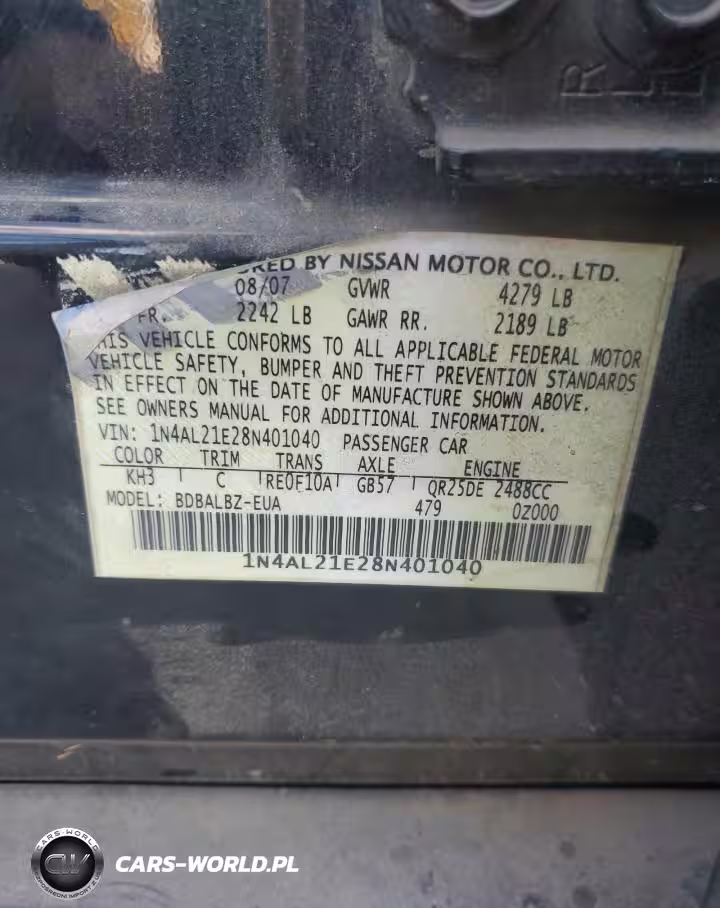 RED BY NISSAN MOTOR CO., LTD.
08/07 GVWR 4279 LB
FR. 2242 LB GAWR RR. 2189 LB
HIS VEHICLE CONFORMS TO ALL APPLICABLE FEDERAL MOTOR
VEHICLE SAFETY, BUMPER AND THEFT PREVENTION STANDARDS
IN EFFECT ON THE DATE OF MANUFACTURE SHOWN ABOVE.
SEE OWNERS MANUAL FOR ADDITIONAL INFORMATION.
VIN: 1N4AL21E28N401040 PASSENGER CAR
COLOR TRIM TRANS AXLE ENGINE
KH3 C RE0F10A GB57 QR25DE 2488CC
MODEL: BDBALBZ-EUA 479 0Z000
1N4AL21E28N401040
CARS-WORLD
CW
CARS-WORLD.PL